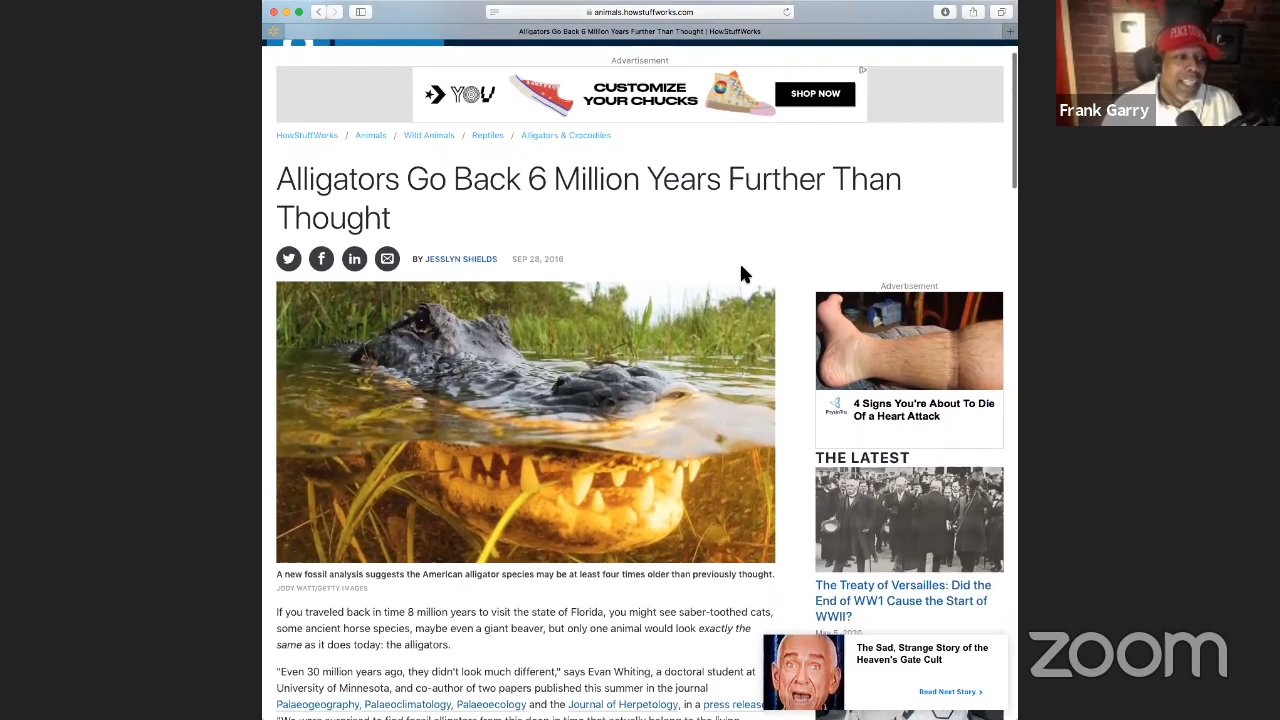 animals.howstuffworks.com
Alligators Go Back 6 Million Years Further Than Thought | HowStuffWorks
Advertisement
YOU
CUSTOMIZE
YOUR CHUCKS
SHOP NOW
HowStuffWorks / Animals / Wild Animals / Reptiles / Alligators & Crocodiles
Alligators Go Back 6 Million Years Further Than
Thought
BY JESSLYN SHIELDS SEP 28, 2016
A new fossil analysis suggests the American alligator species may be at least four times older than previously thought.
JODY WATT/GETTY IMAGES
If you traveled back in time 8 million years to visit the state of Florida, you might see saber-toothed cats,
some ancient horse species, maybe even a giant beaver, but only one animal would look exactly the
same as it does today: the alligators.
"Even 30 million years ago, they didn't look much different," says Evan Whiting, a doctoral student at
University of Minnesota, and co-author of two papers published this summer in the journal
Palaeogeography, Palaeoclimatology, Palaeoecology and the Journal of Herpetology, in a press release
Advertisement
PhysioTru
4 Signs You're About To Die
Of a Heart Attack
THE LATEST
The Treaty of Versailles: Did the
End of WW1 Cause the Start of
WWII?
May 5, 2020
The Sad, Strange Story of the
Heaven's Gate Cult
Read Next Story
Frank Garry
zoom